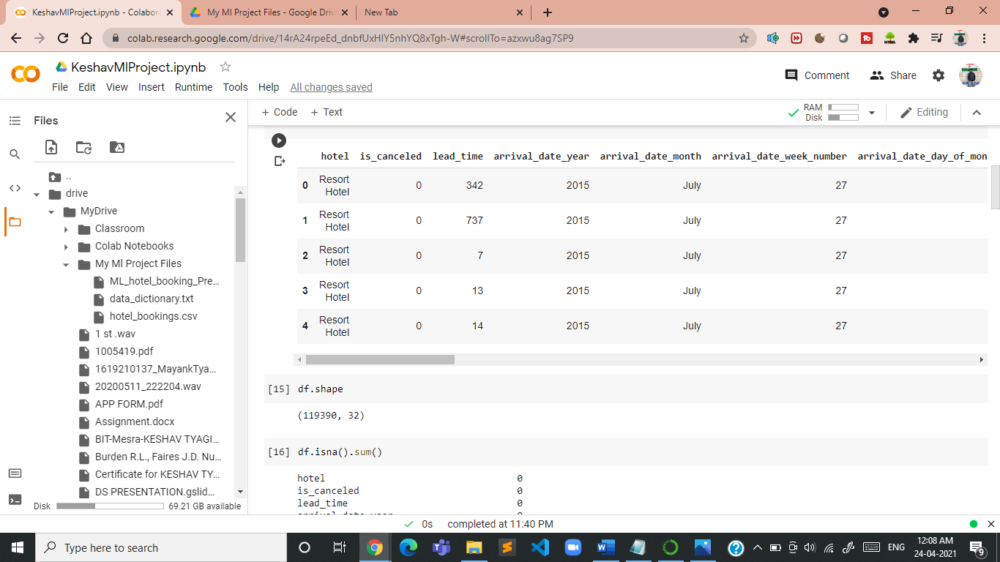 KeshavMlProject.ipynb - Colabor
My Ml Project Files - Google Driv
New Tab
colab.research.google.com/drive/14rA24rpeEd_dnbfUxHIY5nhYQ8xTgh-W#scrollTo=azxwu8ag7SP9
KeshavMlProject.ipynb
Comment
Share
File Edit View Insert Runtime Tools Help All changes saved
Files
+ Code + Text
RAM
Disk
Editing
..
drive
MyDrive
Classroom
Colab Notebooks
My Ml Project Files
ML_hotel_booking_Pre...
data_dictionary.txt
hotel_bookings.csv
1 st .wav
1005419.pdf
1619210137_MayankTya...
20200511_222204.wav
APP FORM.pdf
Assignment.docx
BIT-Mesra-KESHAV TYAGI...
Burden R.L., Faires J.D. Nu...
Certificate for KESHAV TY...
DS PRESENTATION.gslid...
Disk 69.21 GB available
hotel is_canceled lead_time arrival_date_year arrival_date_month arrival_date_week_number arrival_date_day_of_mon
0 Resort Hotel 0 342 2015 July 27
1 Resort Hotel 0 737 2015 July 27
2 Resort Hotel 0 7 2015 July 27
3 Resort Hotel 0 13 2015 July 27
4 Resort Hotel 0 14 2015 July 27
[15] df.shape
(119390, 32)
[16] df.isna().sum()
hotel 0
is_canceled 0
lead_time 0
0s completed at 11:40 PM
Type here to search
ENG
12:08 AM
24-04-2021
9